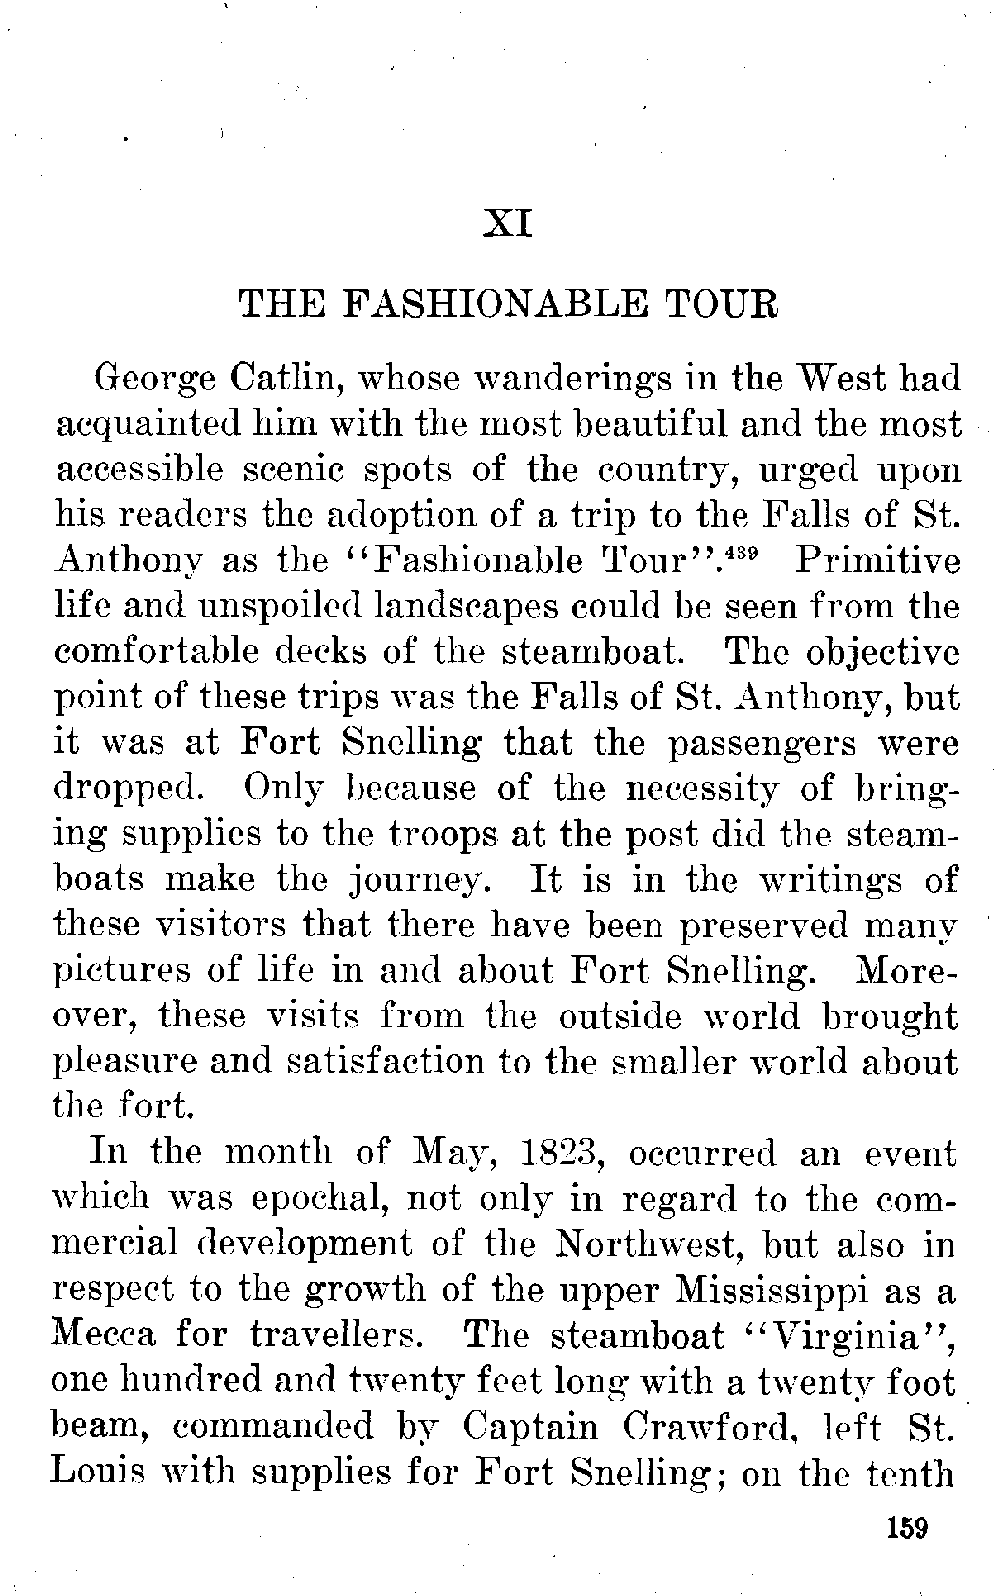 XI
THE FASHIONABLE TOUR
George Catlin, whose wanderings in the West had
acquainted him with the most beautiful and the most
accessible scenic spots of the country, urged upon
his readers the adoption of a trip to the Falls of St.
Anthony as the “Fashionable Tour”.⁴³⁹ Primitive
life and unspoiled landscapes could be seen from the
comfortable decks of the steamboat. The objective
point of these trips was the Falls of St. Anthony, but
it was at Fort Snelling that the passengers were
dropped. Only because of the necessity of bring-
ing supplies to the troops at the post did the steam-
boats make the journey. It is in the writings of
these visitors that there have been preserved many
pictures of life in and about Fort Snelling. More-
over, these visits from the outside world brought
pleasure and satisfaction to the smaller world about
the fort.
In the month of May, 1823, occurred an event
which was epochal, not only in regard to the com-
mercial development of the Northwest, but also in
respect to the growth of the upper Mississippi as a
Mecca for travellers. The steamboat “Virginia”,
one hundred and twenty feet long with a twenty foot
beam, commanded by Captain Crawford, left St.
Louis with supplies for Fort Snelling; on the tenth
159